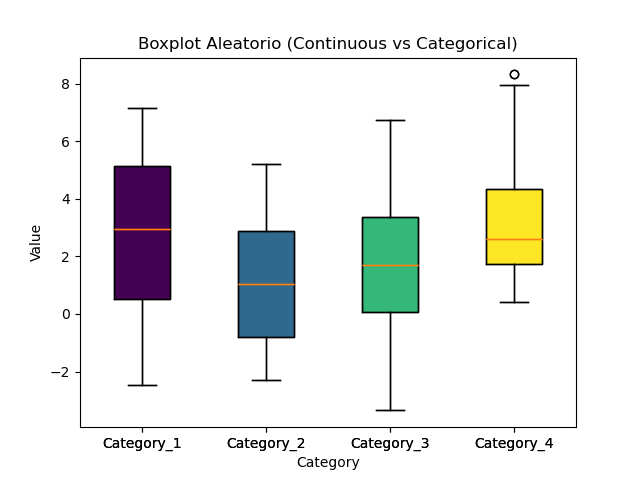 Boxplot Aleatorio (Continuous vs Categorical)
Value
8
6
4
2
0
−2
Category_1 Category_2 Category_3 Category_4
Category